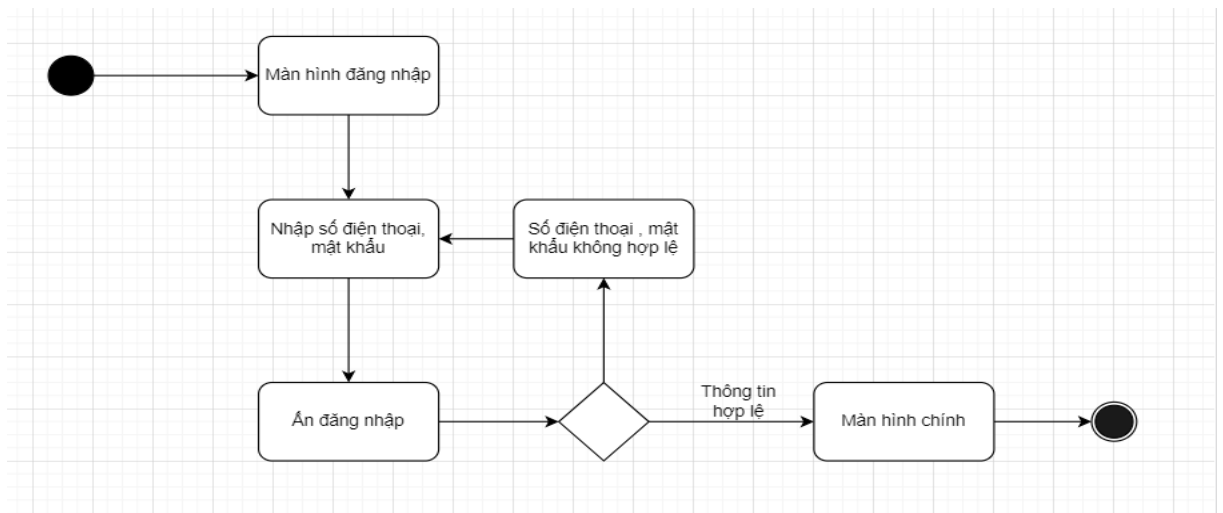 Màn hình đăng nhập
Nhập số điện thoại,
mật khẩu
Số điện thoại , mật
khẩu không hợp lệ
Ấn đăng nhập
Thông tin
hợp lệ
Màn hình chính